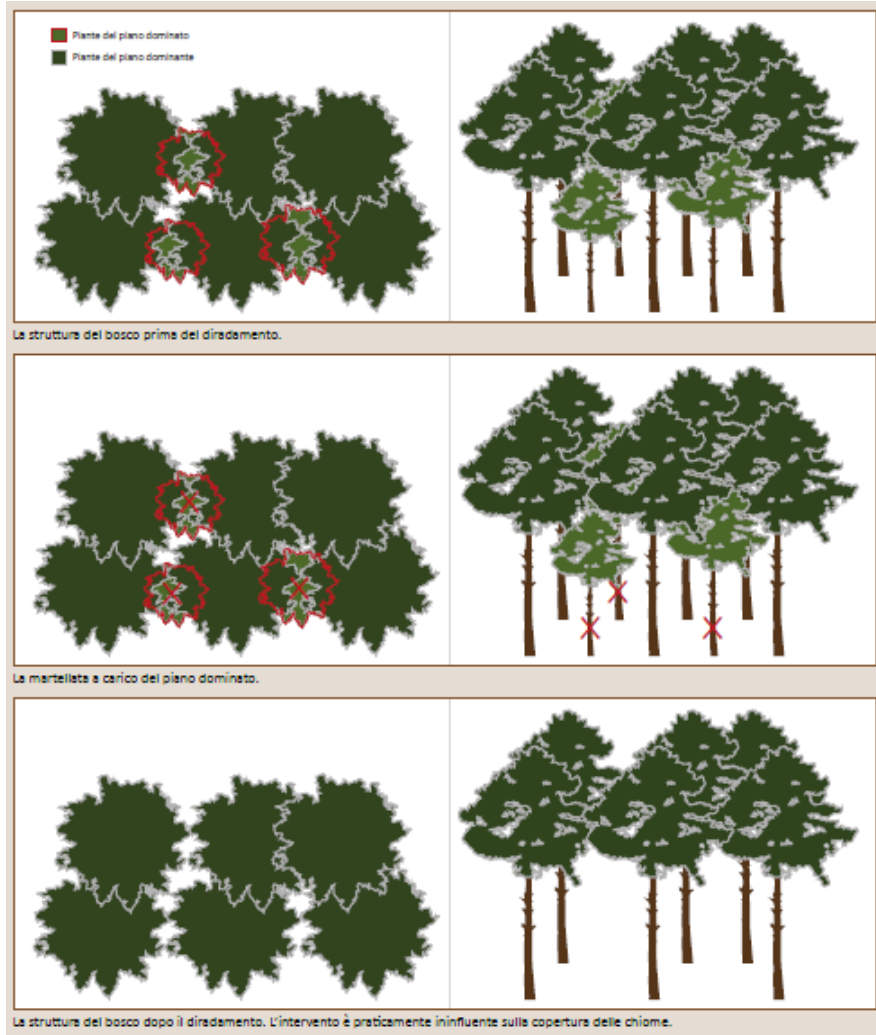 Piante del piano dominato
Piante del piano dominante
La struttura del bosco prima del diradamento.
La martellata a carico del piano dominato.
La struttura del bosco dopo il diradamento. L'intervento è praticamente ininfluente sulla copertura delle chiome.